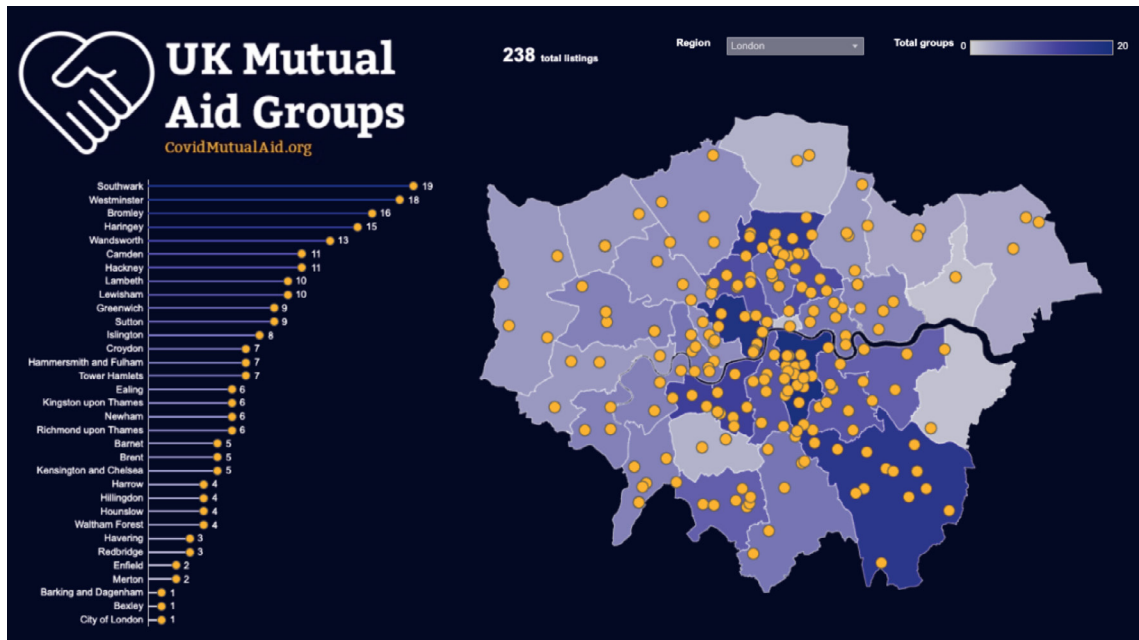 UK Mutual
Aid Groups
CovidMutualAid.org
238 total listings
Region London
Total groups 0 20
Southwark 19
Westminster 18
Bromley 16
Haringey 15
Wandsworth 13
Camden 11
Hackney 11
Lambeth 10
Lewisham 10
Greenwich 9
Sutton 9
Islington 8
Croydon 7
Hammersmith and Fulham 7
Tower Hamlets 7
Ealing 6
Kingston upon Thames 6
Newham 6
Richmond upon Thames 6
Barnet 5
Brent 5
Kensington and Chelsea 5
Harrow 4
Hillingdon 4
Hounslow 4
Waltham Forest 4
Havering 3
Redbridge 3
Enfield 2
Merton 2
Barking and Dagenham 1
Bexley 1
City of London 1